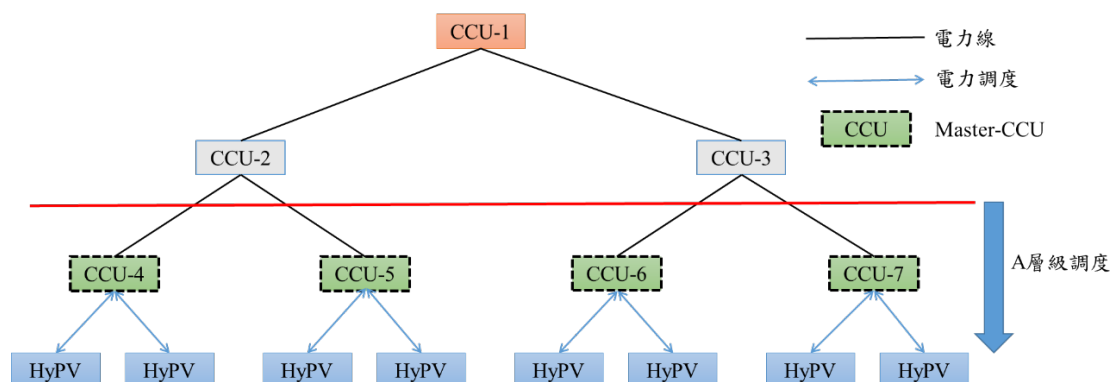 CCU-1
電力線
電力調度
CCU Master-CCU
CCU-2 CCU-3
CCU-4 CCU-5 CCU-6 CCU-7
A層級調度
HyPV HyPV HyPV HyPV HyPV HyPV HyPV HyPV